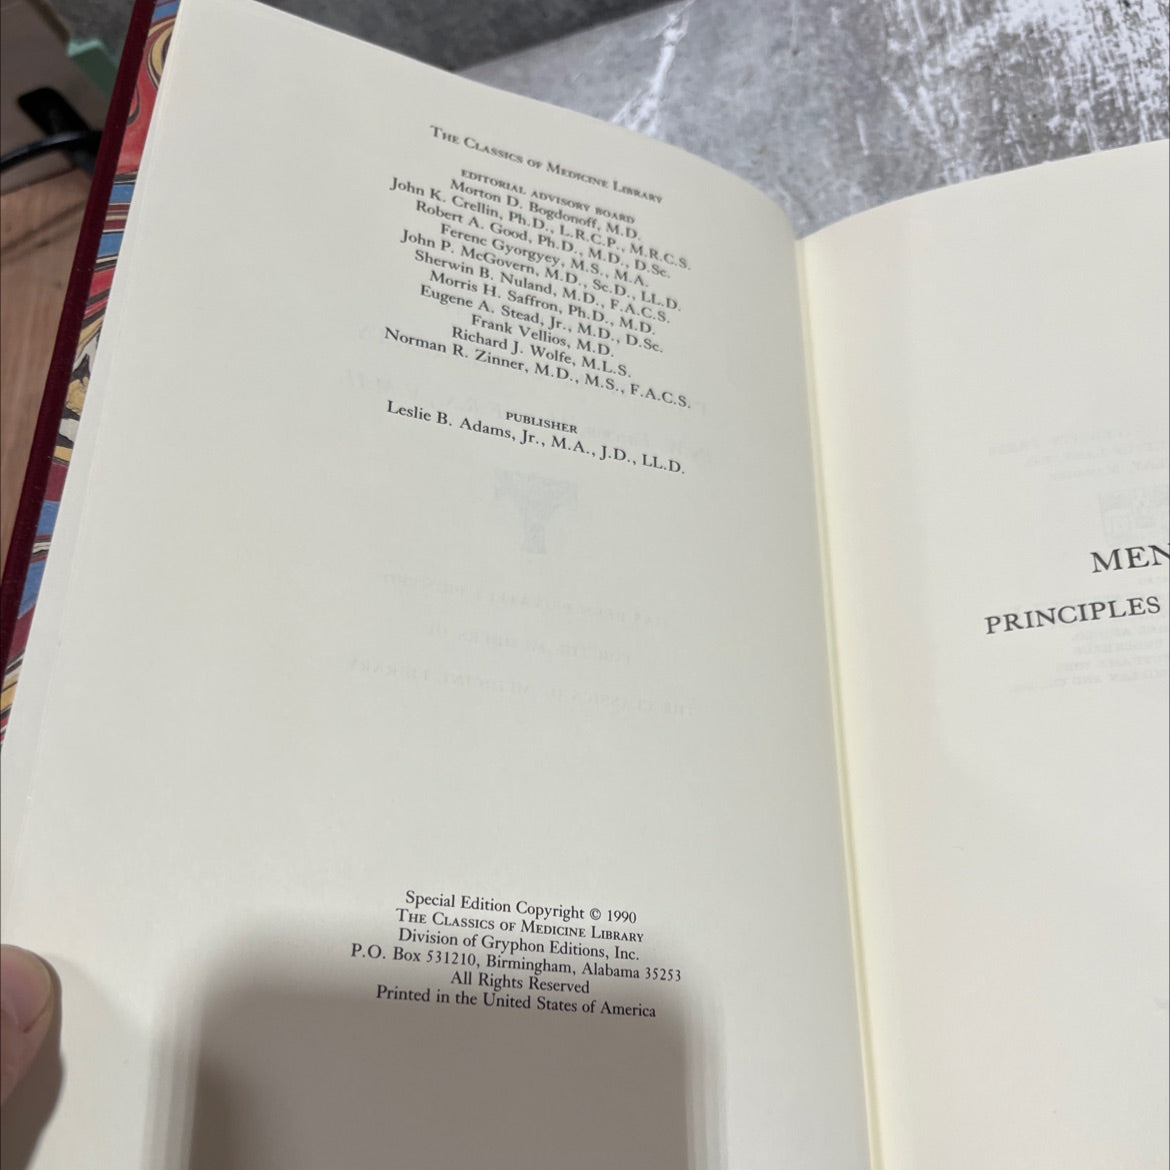 The Classics of Medicine Library
EDITORIAL ADVISORY BOARD
Morton D. Bogdonoff, M.D.
John K. Crellin, Ph.D., L.R.C.P., M.R.C.S.
Robert A. Good, Ph.D., M.D., D.Sc.
Ferenc Gyorgyey, M.S., M.A.
John P. McGovern, M.D., Sc.D., LL.D.
Sherwin B. Nuland, M.D., F.A.C.S.
Morris H. Saffron, Ph.D., M.D.
Eugene A. Stead, Jr., M.D., D.Sc.
Frank Vellios, M.D.
Richard J. Wolfe, M.L.S.
Norman R. Zinner, M.D., M.S., F.A.C.S.
PUBLISHER
Leslie B. Adams, Jr., M.A., J.D., LL.D.
Special Edition Copyright © 1990
The Classics of Medicine Library
Division of Gryphon Editions, Inc.
P.O. Box 531210, Birmingham, Alabama 35253
All Rights Reserved
Printed in the United States of America
MEN
PRINCIPLES